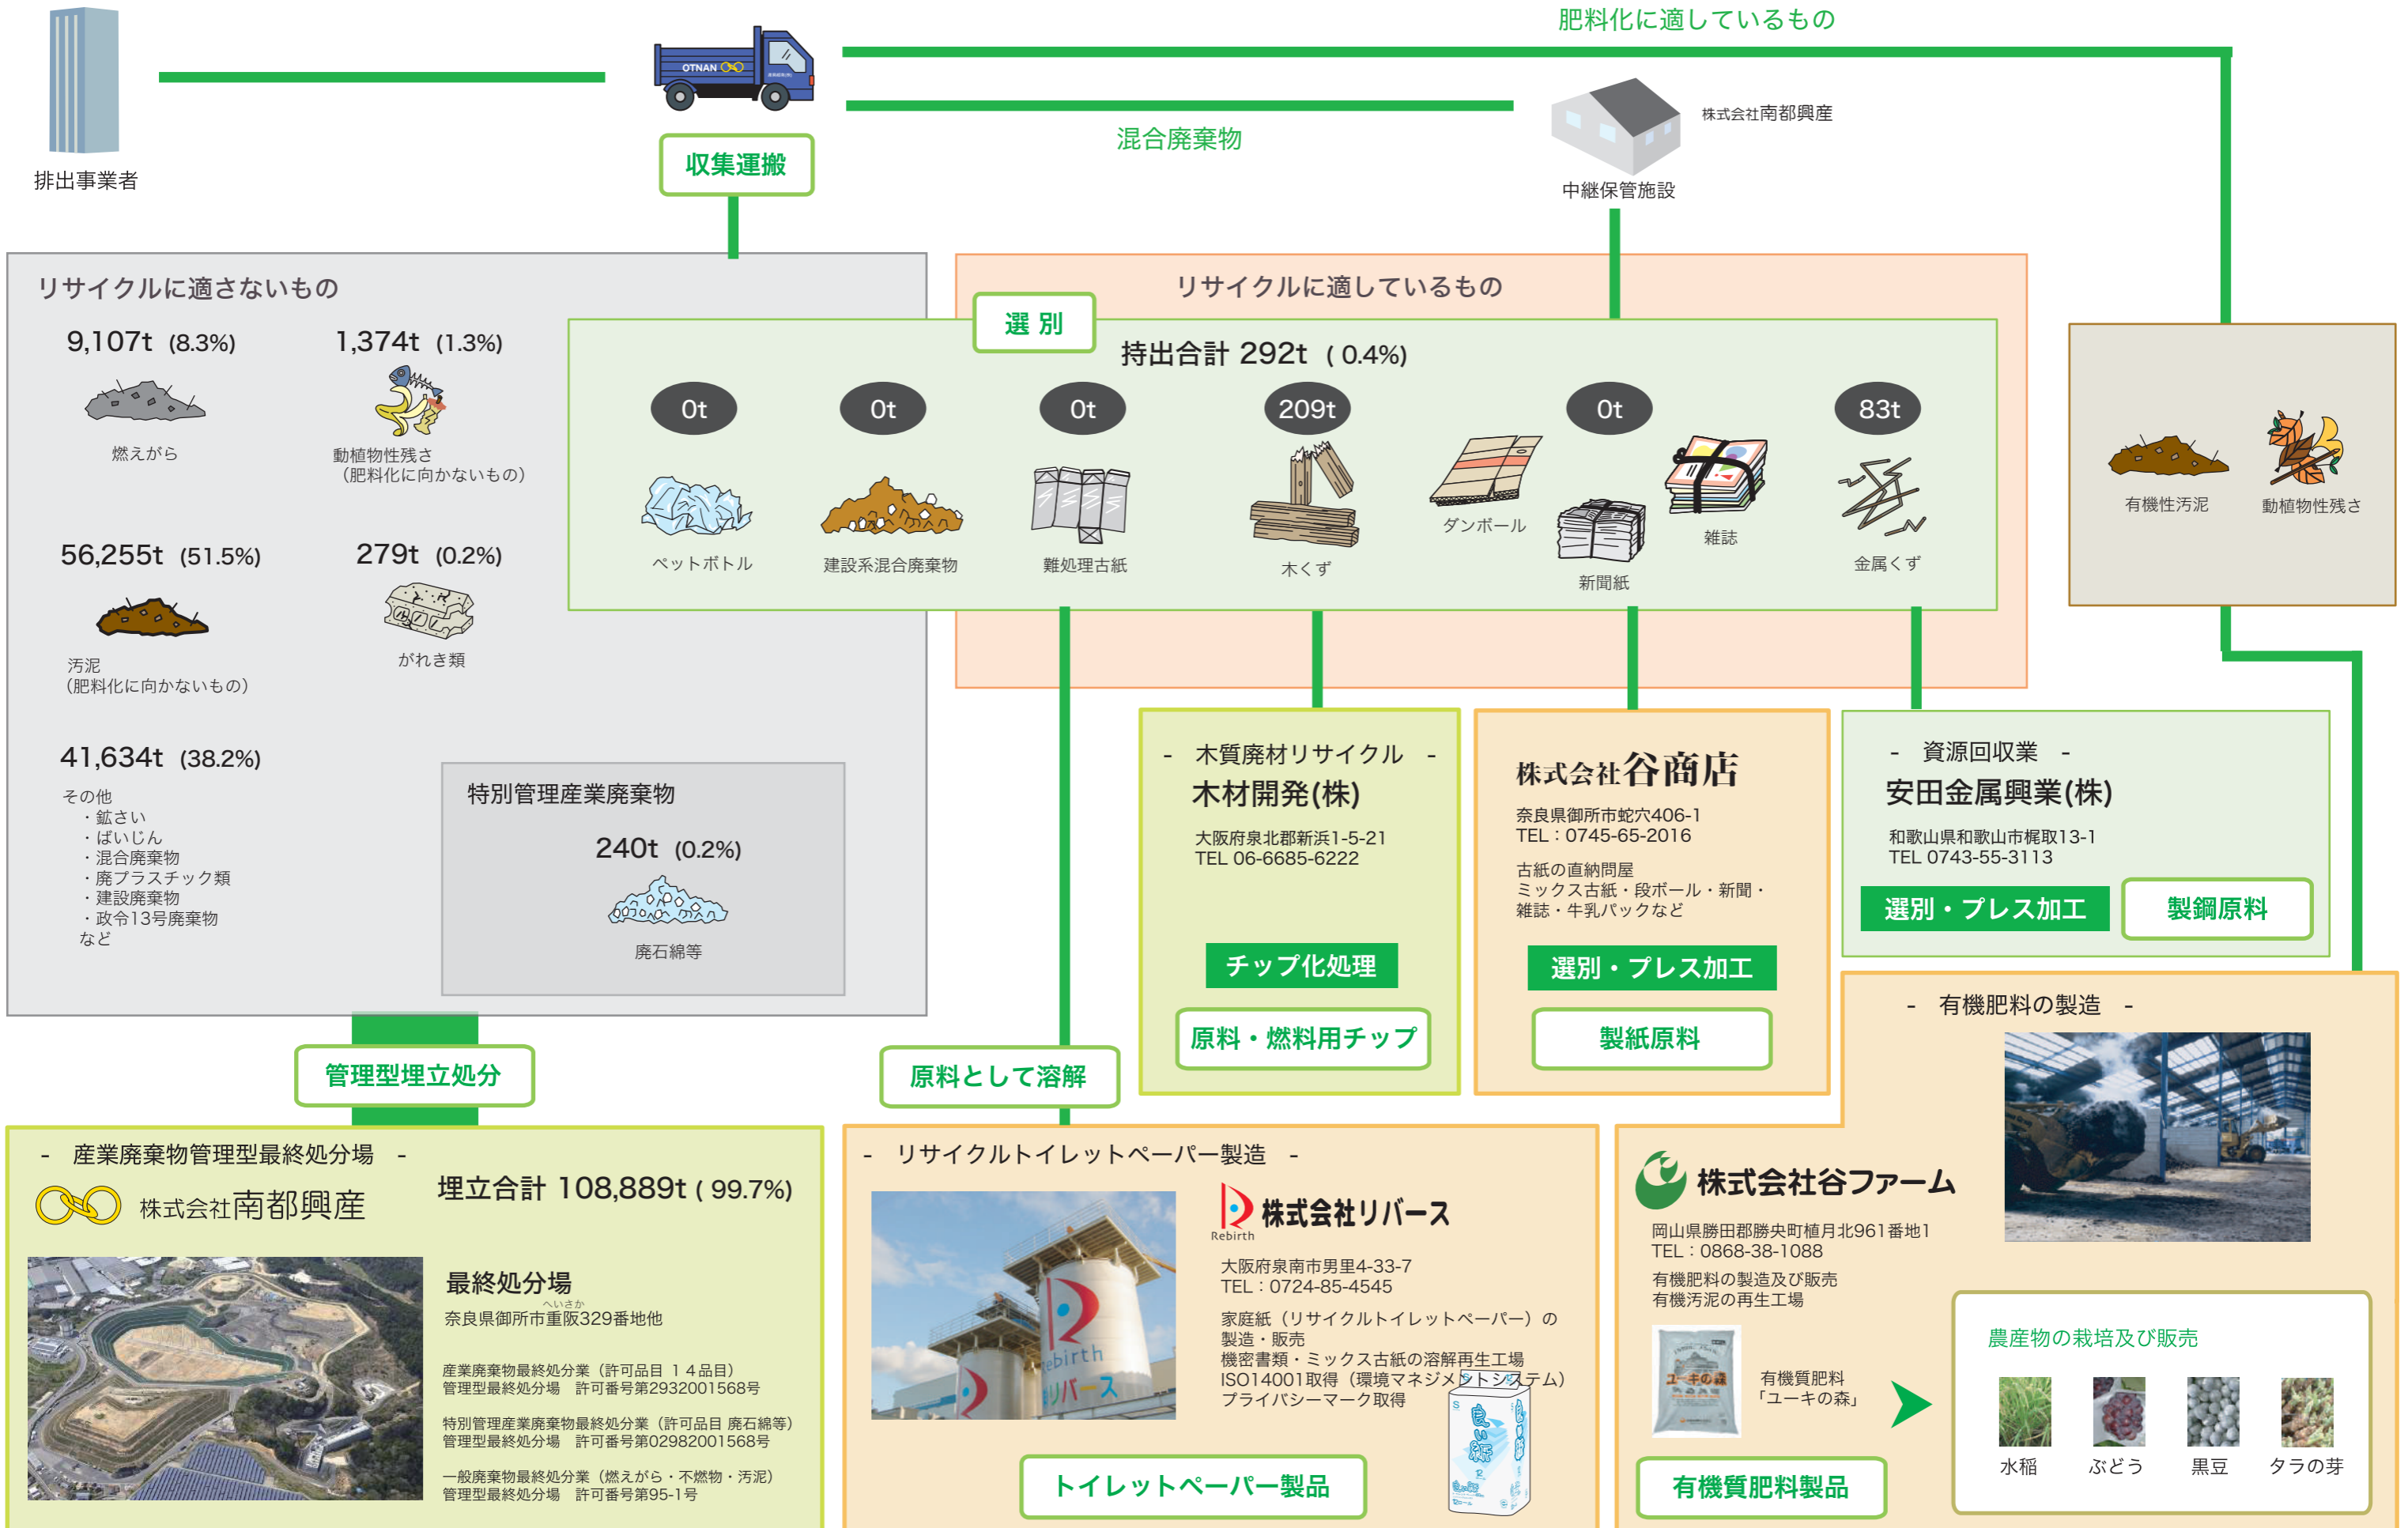 肥料化に適しているもの
OTNAN
混合廃棄物
株式会社南都興産
収集運搬
排出事業者
中継保管施設
リサイクルに適さないもの
9,107t (8.3%)
燃えがら
1,374t (1.3%)
動植物性残さ
（肥料化に向かないもの）
56,255t (51.5%)
汚泥
（肥料化に向かないもの）
279t (0.2%)
がれき類
41,634t (38.2%)
その他
・鉱さい
・ばいじん
・混合廃棄物
・廃プラスチック類
・建設廃棄物
・政令13号廃棄物
など
特別管理産業廃棄物
240t (0.2%)
廃石綿等
リサイクルに適しているもの
選 別
持出合計 292t ( 0.4%)
0t
0t
0t
209t
0t
83t
ペットボトル
建設系混合廃棄物
難処理古紙
木くず
ダンボール
新聞紙
雑誌
金属くず
有機性汚泥
動植物性残さ
- 木質廃材リサイクル -
木材開発(株)
大阪府泉北郡新浜1-5-21
TEL 06-6685-6222
チップ化処理
原料・燃料用チップ
株式会社谷商店
奈良県御所市蛇穴406-1
TEL：0745-65-2016
古紙の直納問屋
ミックス古紙・段ボール・新聞・
雑誌・牛乳パックなど
選別・プレス加工
製紙原料
- 資源回収業 -
安田金属興業(株)
和歌山県和歌山市梶取13-1
TEL 0743-55-3113
選別・プレス加工
製鋼原料
管理型埋立処分
原料として溶解
- 産業廃棄物管理型最終処分場 -
株式会社南都興産
埋立合計 108,889t ( 99.7%)
最終処分場
へいさか
奈良県御所市重阪329番地他
産業廃棄物最終処分業（許可品目 １４品目）
管理型最終処分場 許可番号第2932001568号
特別管理産業廃棄物最終処分業（許可品目 廃石綿等）
管理型最終処分場 許可番号第02982001568号
一般廃棄物最終処分業（燃えがら・不燃物・汚泥）
管理型最終処分場 許可番号第95-1号
- リサイクルトイレットペーパー製造 -
Rebirth
株式会社リバース
大阪府泉南市男里4-33-7
TEL：0724-85-4545
家庭紙（リサイクルトイレットペーパー）の
製造・販売
機密書類・ミックス古紙の溶解再生工場
ISO14001取得（環境マネジメントシステム）
プライバシーマーク取得
ebirth
リバース
良い紙
トイレットペーパー製品
- 有機肥料の製造 -
株式会社谷ファーム
岡山県勝田郡勝央町植月北961番地1
TEL：0868-38-1088
有機肥料の製造及び販売
有機汚泥の再生工場
ユーキの森
有機質肥料
「ユーキの森」
有機質肥料製品
農産物の栽培及び販売
水稲
ぶどう
黒豆
タラの芽